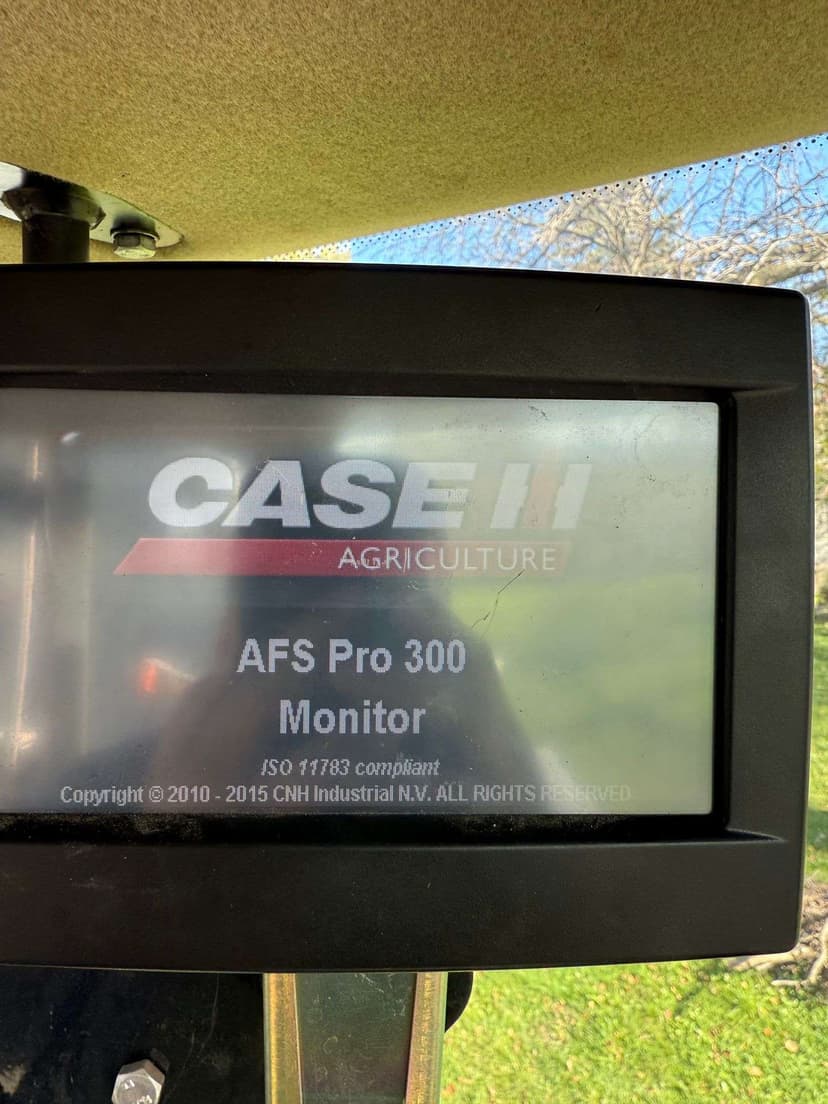 CASE IH
AGRICULTURE
AFS Pro 300
Monitor
ISO 11783 compliant
Copyright © 2010 - 2015 CNH Industrial N.V. ALL RIGHTS RESERVED